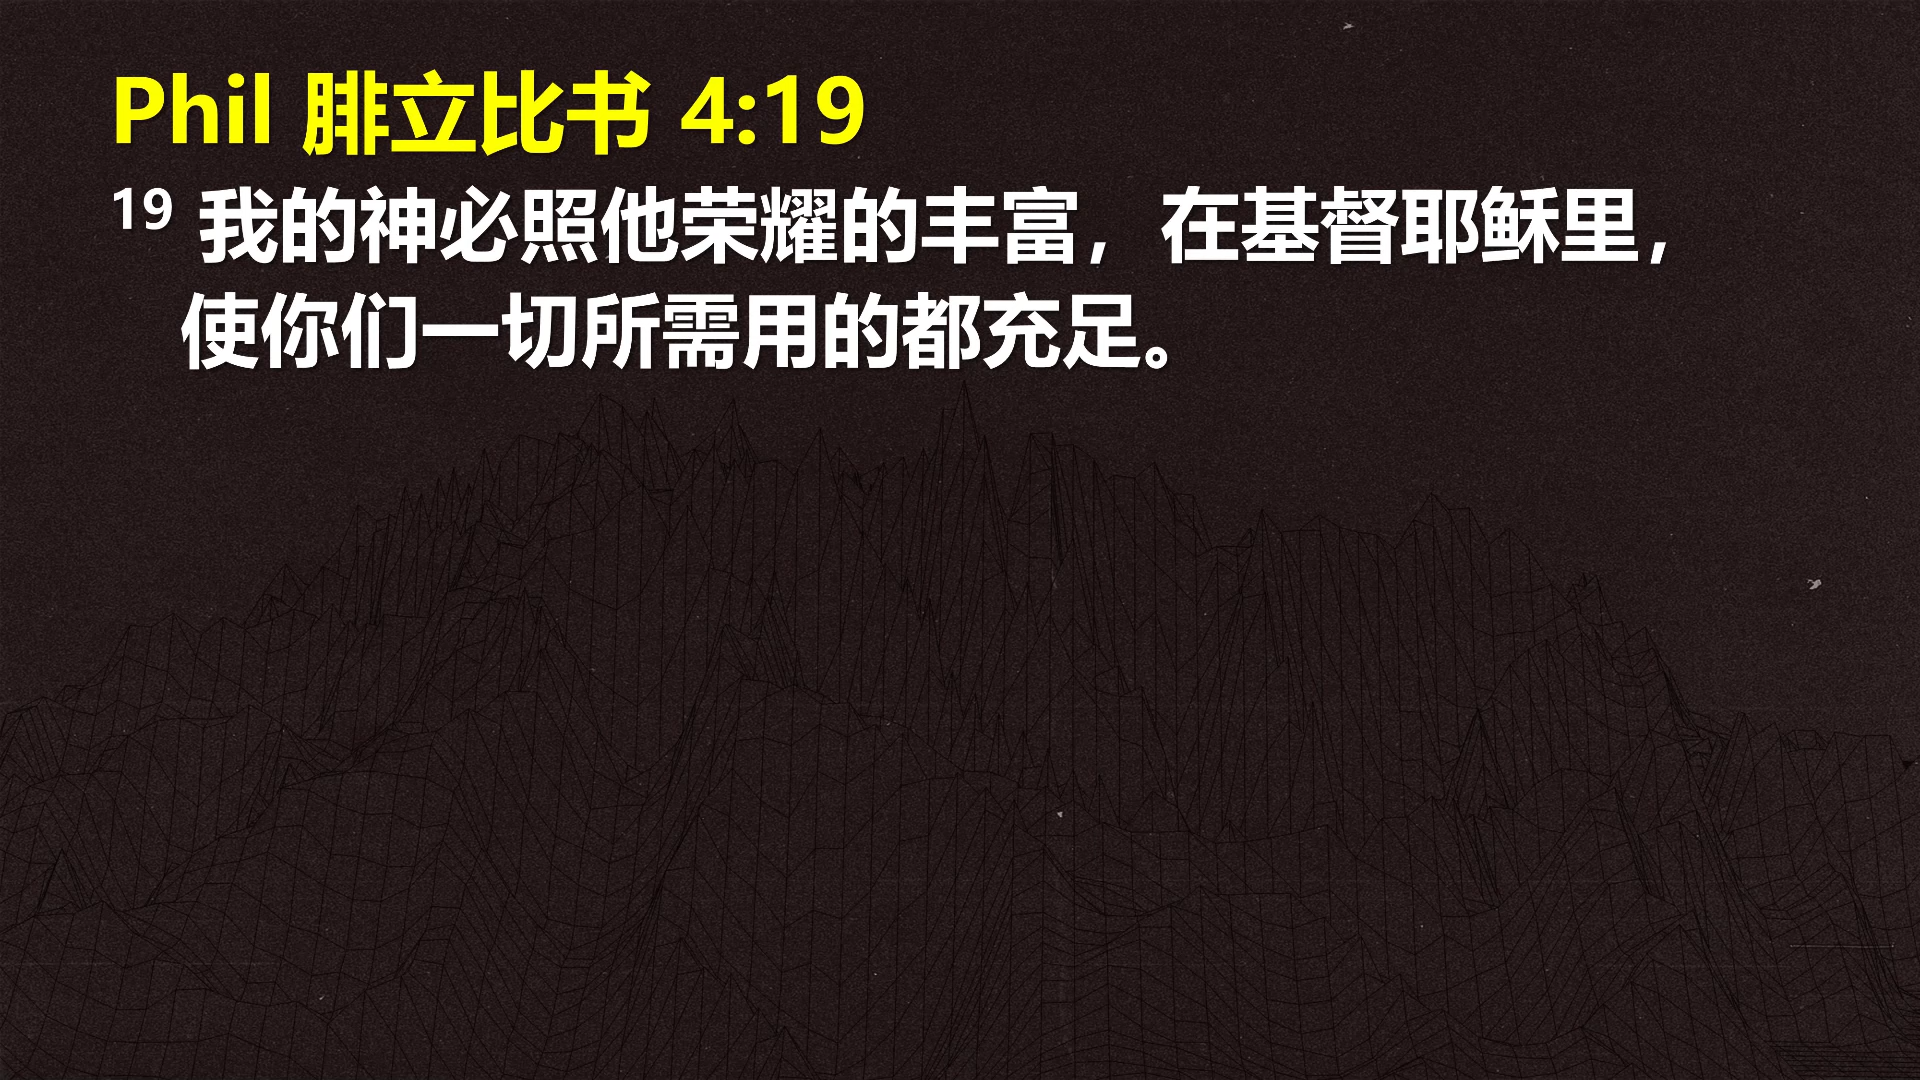 Phil 腓立比书 4:19
19 我的神必照他荣耀的丰富，在基督耶稣里，
使你们一切所需用的都充足。